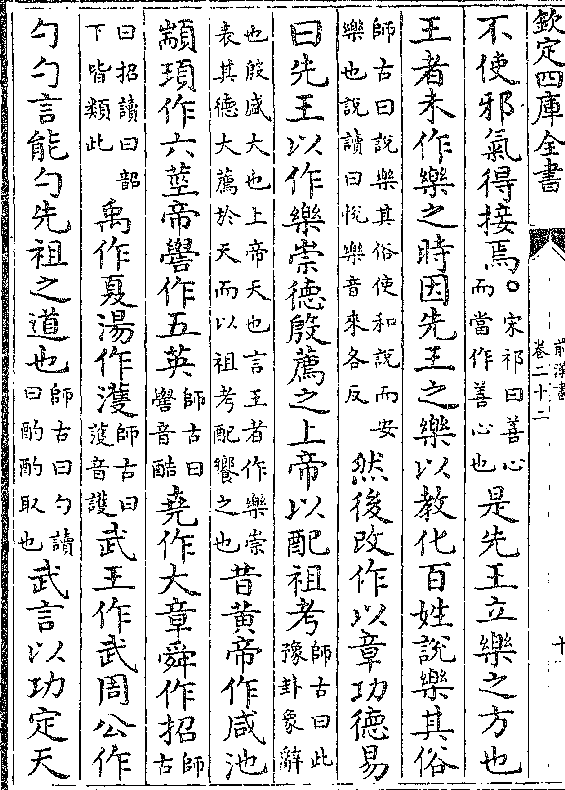 欽定四庫全書
前漢書
卷二十二
十
不使邪氣得接焉。宋祁曰善心而當作善心也是先王立樂之方也
王者未作樂之時因先王之樂以教化百姓說樂其俗
師古曰說樂其俗使和說而安樂也說讀曰悅樂音來各反然後改作以章功德易
曰先王以作樂崇德殷薦之上帝以配祖考師古曰此豫卦象辭
也殷盛大也上帝天也言王者作樂崇表其德大薦於天而以祖考配饗之也昔黃帝作咸池
顓頊作六莖帝嚳作五英師古曰嚳音酷堯作大章舜作招師古
曰招讀曰韶下皆類此禹作夏湯作濩師古曰濩音護武王作武周公作
勺勺言能勺先祖之道也師古曰勺讀曰酌酌取也武言以功定天